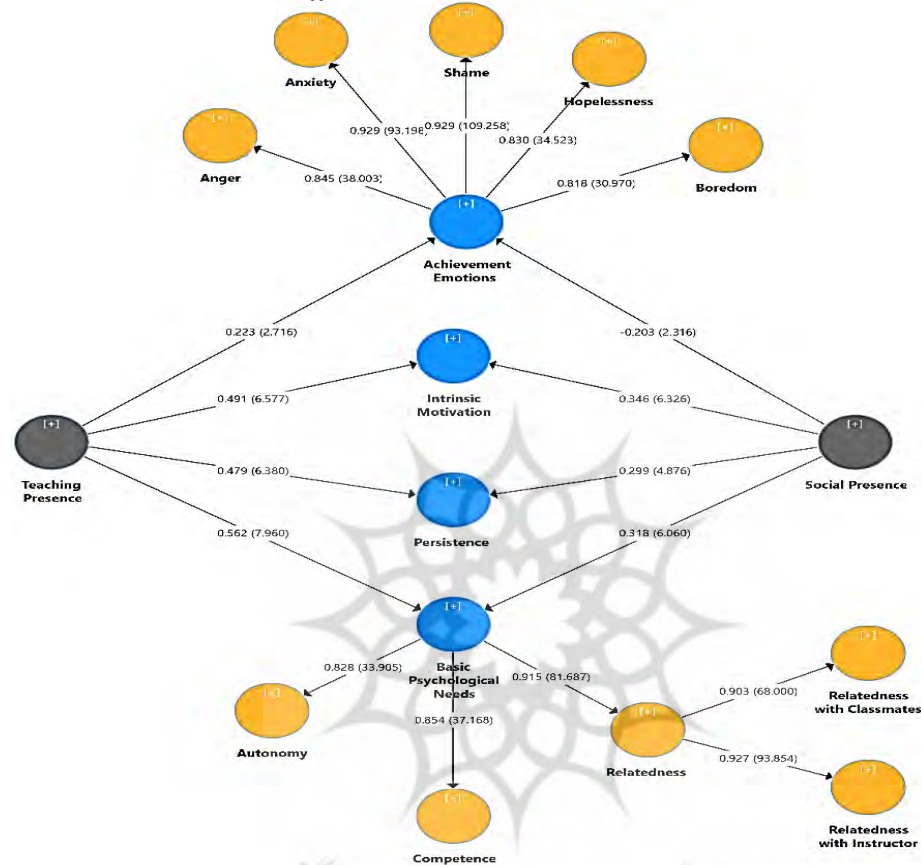 [+]
Anxiety
[+]
Shame
[+]
Hopelessness
[+]
Anger
[+]
Boredom
0.929 (93.198)
0.929 (109.258)
0.830 (34.523)
0.845 (38.003)
0.818 (30.970)
[+]
Achievement
Emotions
0.223 (2.716)
-0.203 (2.316)
[+]
Intrinsic
Motivation
0.491 (6.577)
0.346 (6.326)
[+]
Teaching
Presence
[+]
Social Presence
0.479 (6.380)
0.299 (4.876)
[+]
Persistence
0.562 (7.960)
0.318 (6.060)
[+]
Basic
Psychological
Needs
0.828 (33.905)
0.915 (81.687)
0.854 (37.168)
[+]
Autonomy
[+]
Competence
[+]
Relatedness
0.903 (68.000)
0.927 (93.854)
[+]
Relatedness
with Classmates
[+]
Relatedness
with Instructor